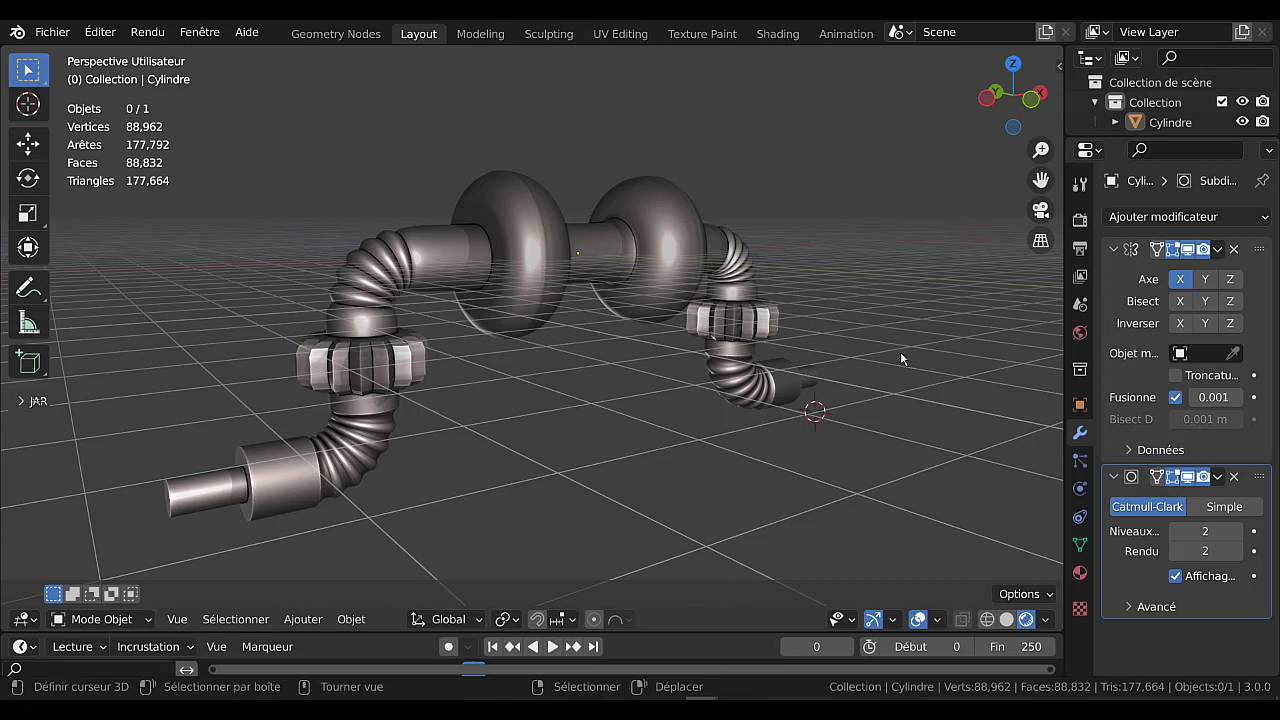 Fichier Éditer Rendu Fenêtre Aide Geometry Nodes Layout Modeling Sculpting UV Editing Texture Paint Shading Animation Scene View Layer
Perspective Utilisateur
(0) Collection | Cylindre
Objets 0 / 1
Vertices 88,962
Arêtes 177,792
Faces 88,832
Triangles 177,664
JAR
Z
Y
X
Collection de scène
Collection
Cylindre
Cyli... Subdi...
Ajouter modificateur
Axe X Y Z
Bisect X Y Z
Inverser X Y Z
Objet m...
Troncatu...
Fusionne 0.001
Bisect D 0.001 m
Données
Catmull-Clark Simple
Niveaux... 2
Rendu 2
Affichag...
Avancé
Options
Mode Objet Vue Sélectionner Ajouter Objet Global
Lecture Incrustation Vue Marqueur 0 Début 0 Fin 250
Définir curseur 3D Sélectionner par boîte Tourner vue Sélectionner Déplacer Collection | Cylindre | Verts:88,962 | Faces:88,832 | Tris:177,664 | Objects:0/1 | 3.0.0